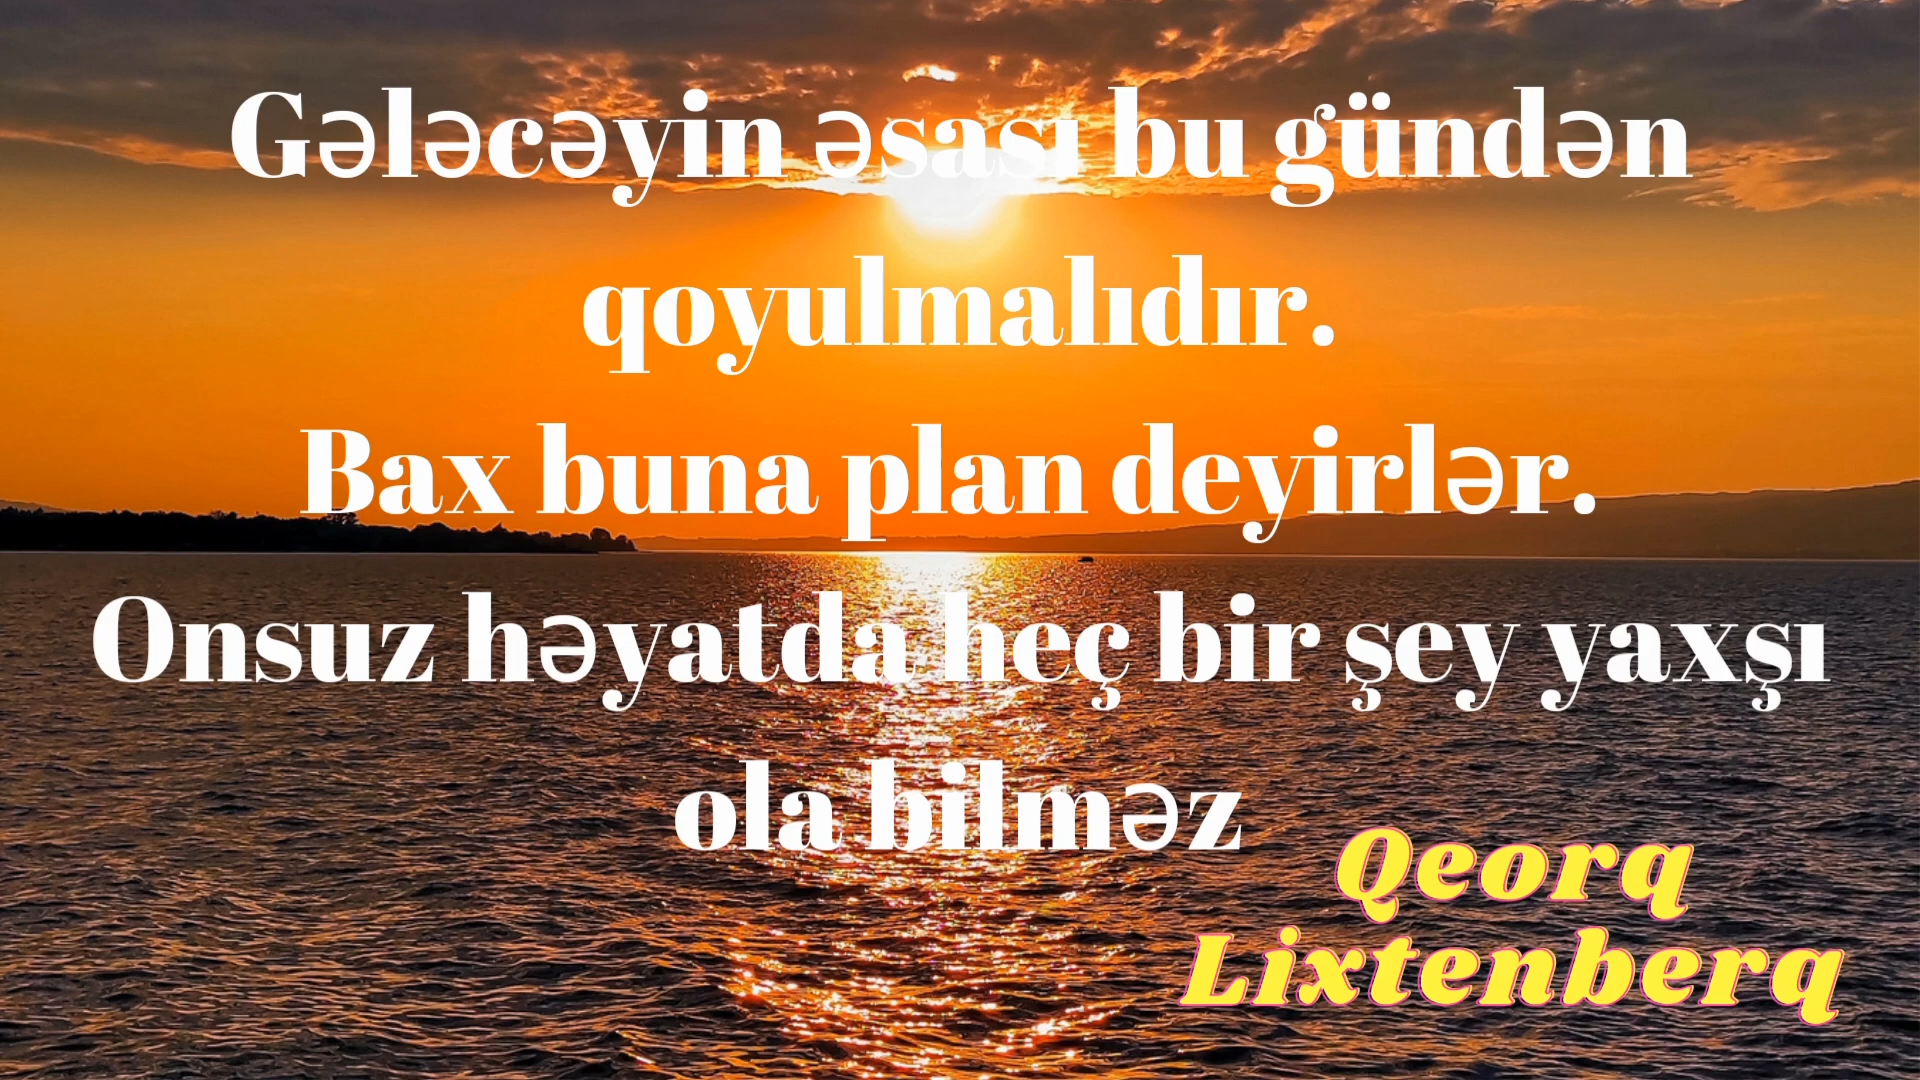 Gələcəyin əsası bu gündən
qoyulmalıdır.
Bax buna plan deyirlər.
Onsuz həyatda heç bir şey yaxşı
ola bilməz
Qeorq
Lixtenberq